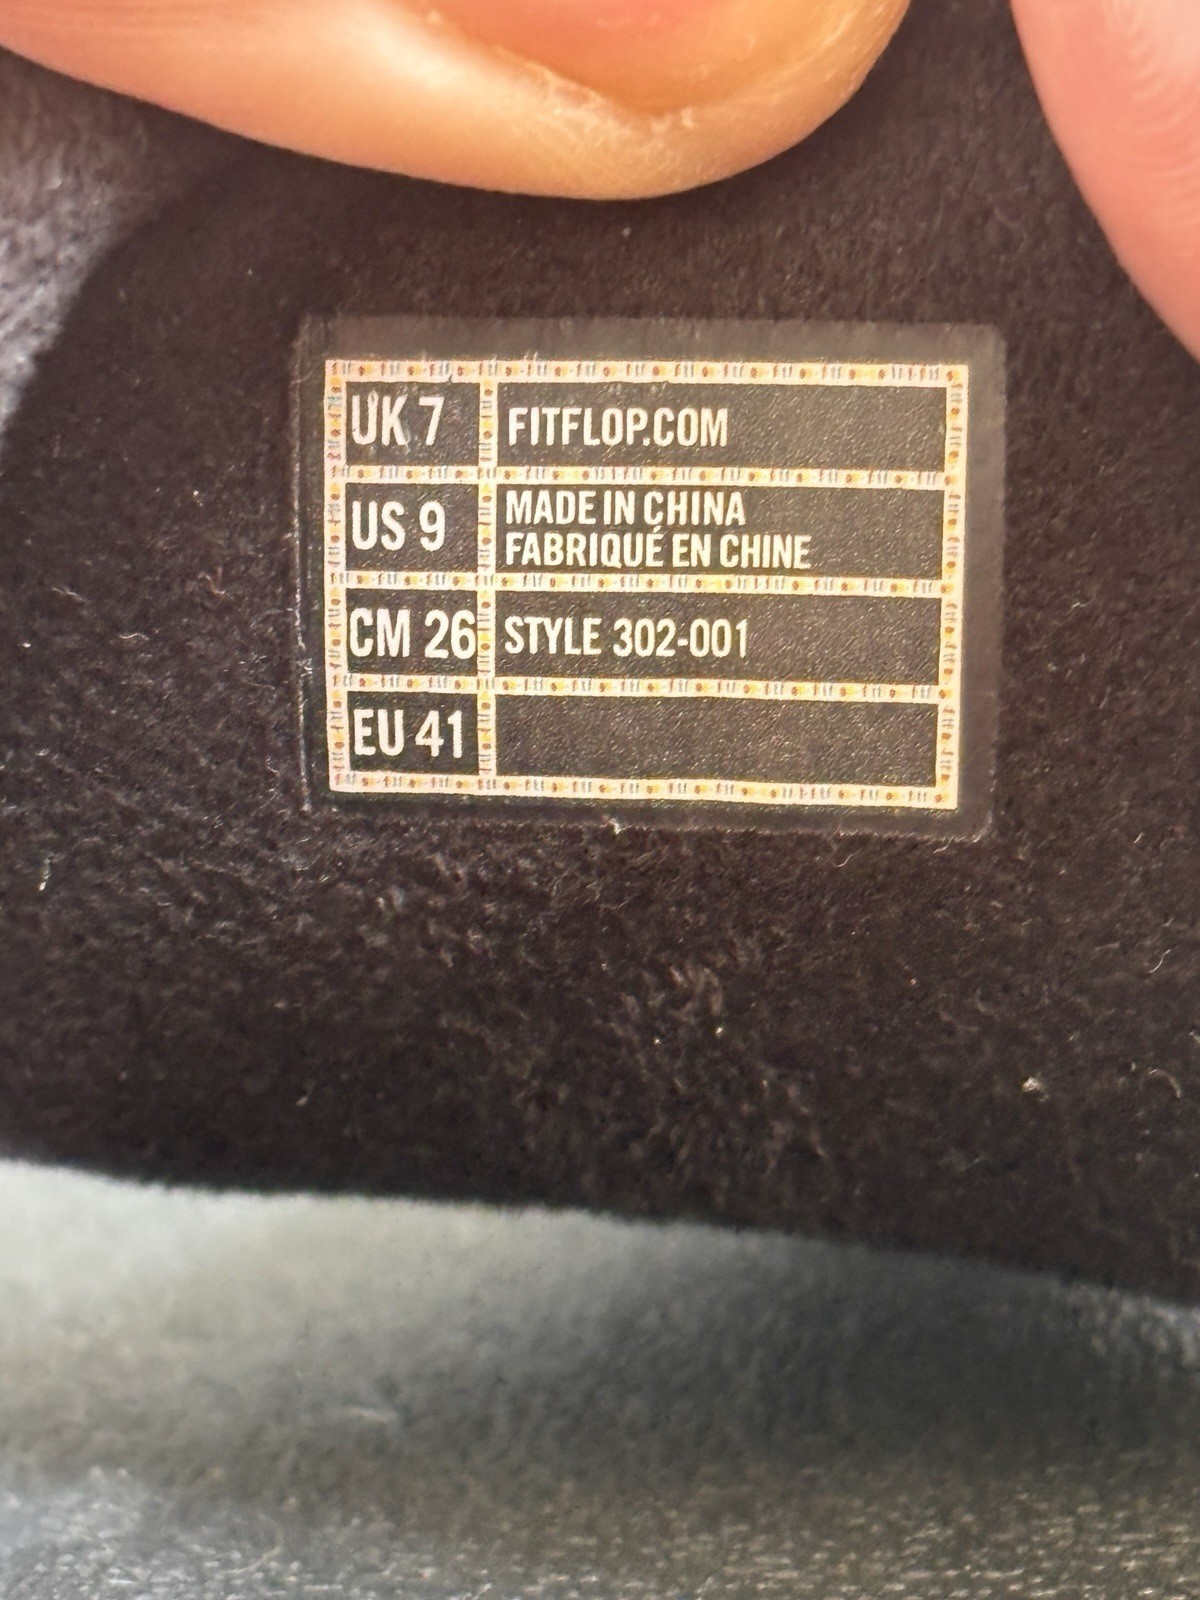 UK 7
FITFLOP.COM
US 9
MADE IN CHINA
FABRIQUÉ EN CHINE
CM 26
STYLE 302-001
EU 41